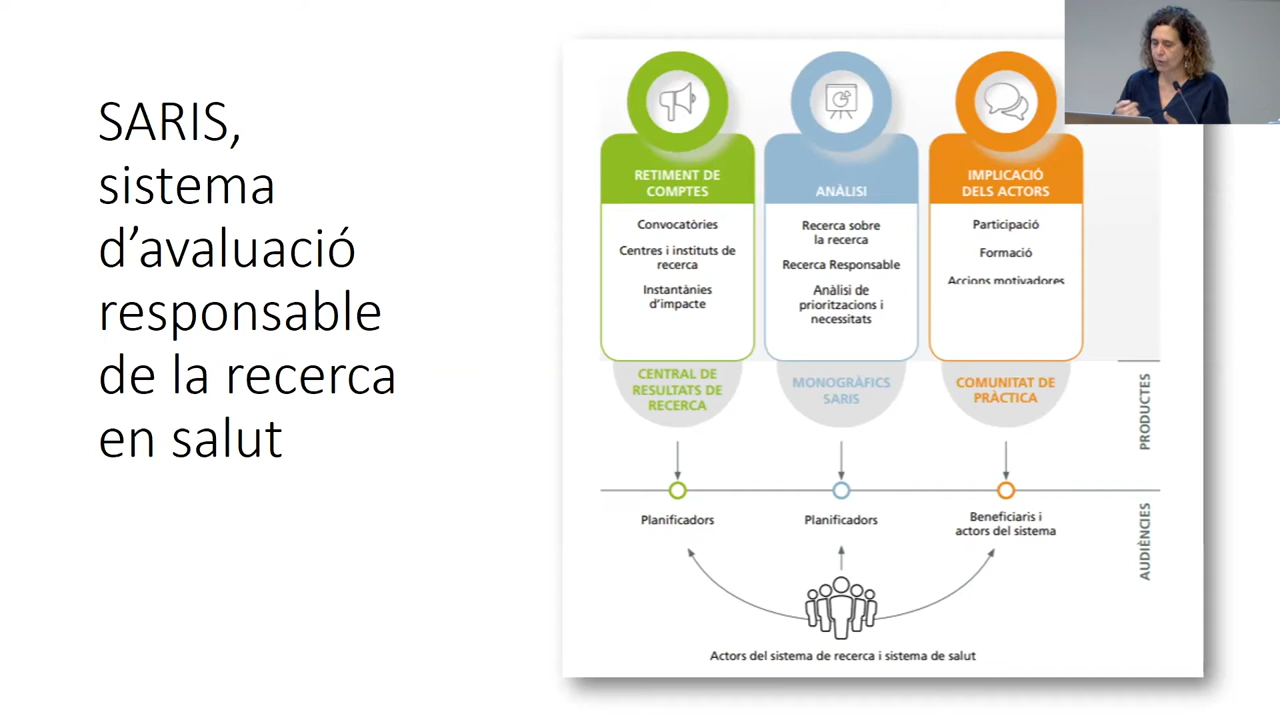 SARIS,
sistema
d’avaluació
responsable
de la recerca
en salut
RETIMENT DE
COMPTES
Convocatòries
Centres i instituts de
recerca
Instantànies
d’impacte
CENTRAL DE
RESULTATS DE
RECERCA
ANÀLISI
Recerca sobre
la recerca
Recerca Responsable
Anàlisi de
prioritzacions i
necessitats
MONOGRÀFICS
SARIS
IMPLICACIÓ
DELS ACTORS
Participació
Formació
Accions motivadores
COMUNITAT DE
PRÀCTICA
PRODUCTES
Planificadors
Planificadors
Beneficiaris i
actors del sistema
AUDIÈNCIES
Actors del sistema de recerca i sistema de salut